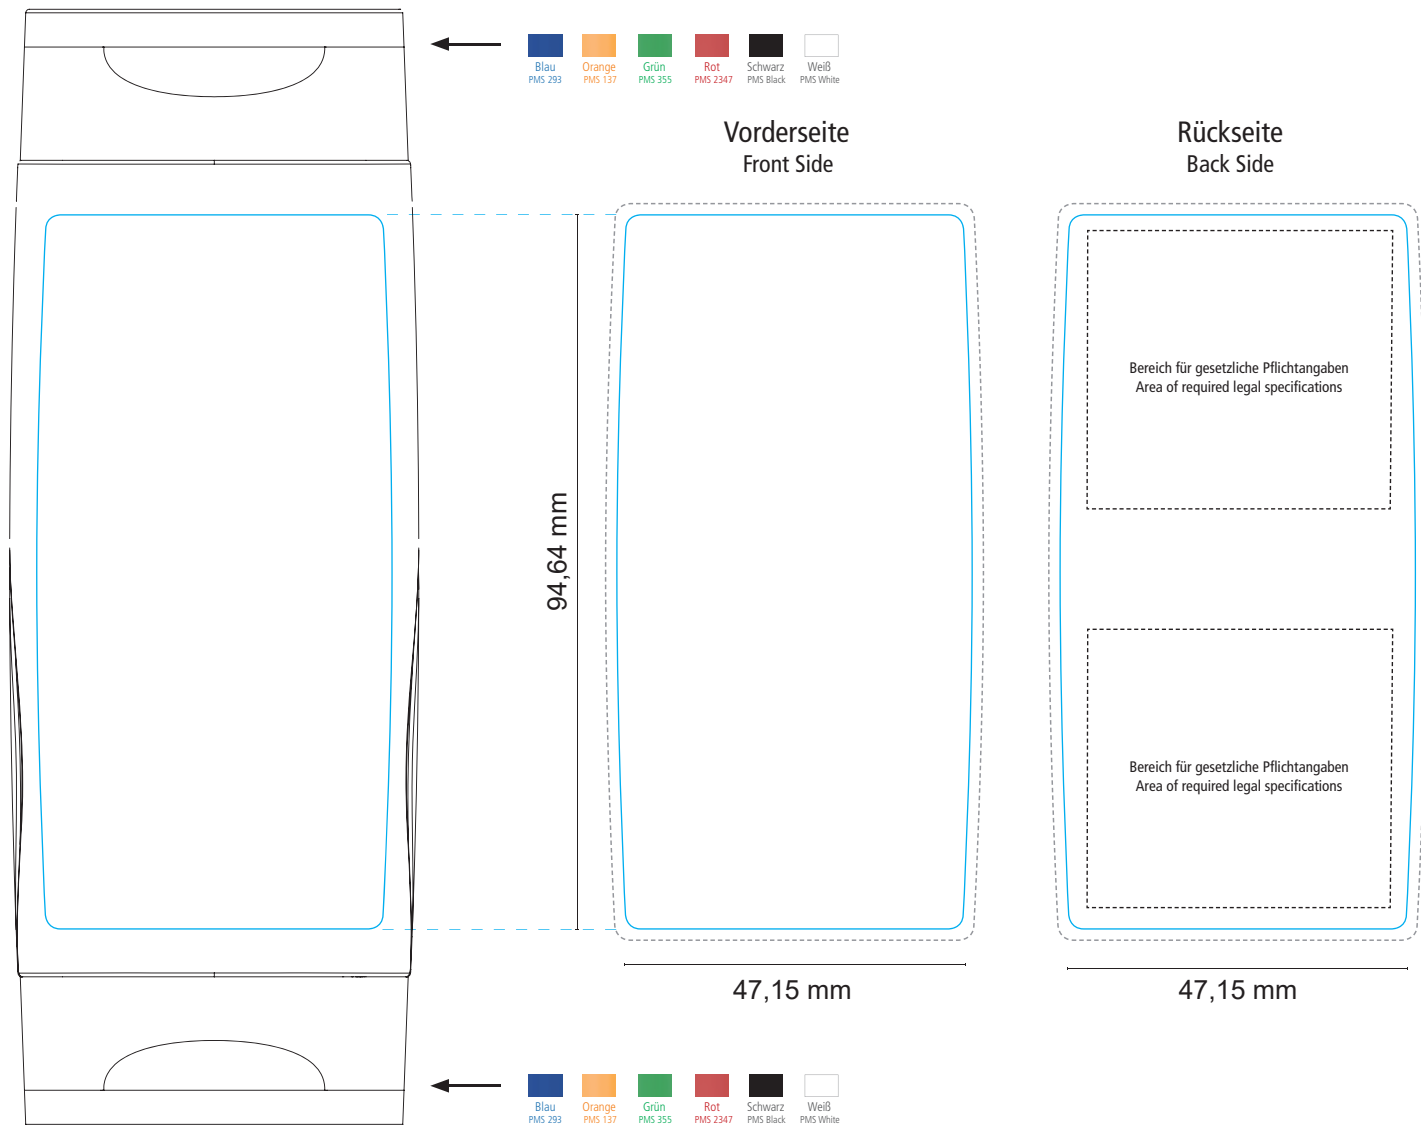 Blau Orange Grün Rot Schwarz Weiß
PMS 293 PMS 137 PMS 355 PMS 2347 PMS Black PMS White
Vorderseite
Front Side
Rückseite
Back Side
Bereich für gesetzliche Pflichtangaben
Area of required legal specifications
94,64 mm
Bereich für gesetzliche Pflichtangaben
Area of required legal specifications
47,15 mm
47,15 mm
Blau Orange Grün Rot Schwarz Weiß
PMS 293 PMS 137 PMS 355 PMS 2347 PMS Black PMS White